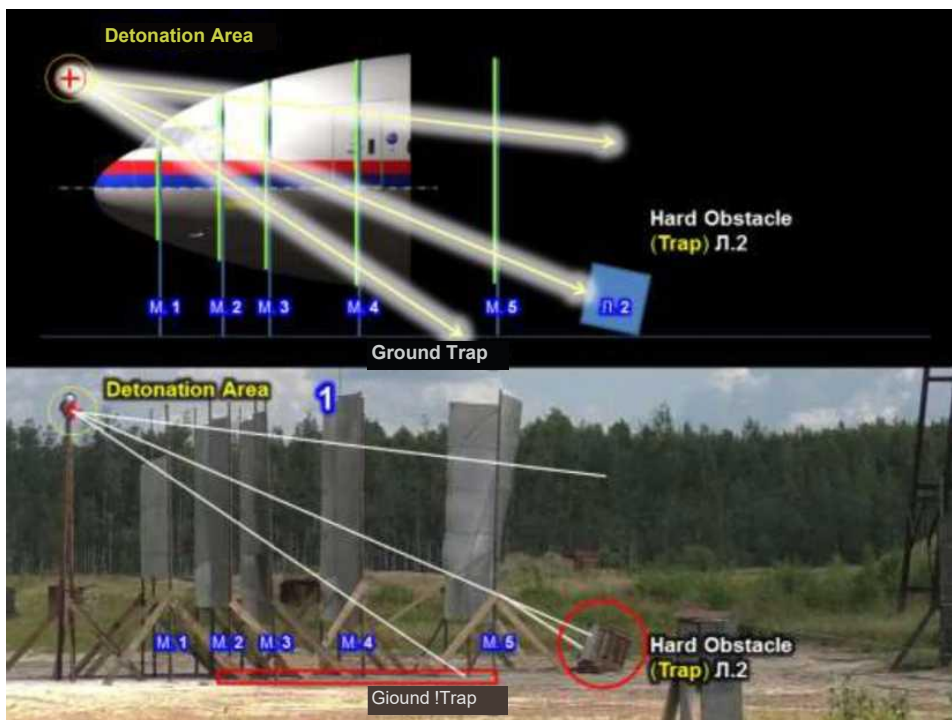 Detonation Area
Hard Obstacle
(Trap) Л.2
M. 1
M. 2
M. 3
M. 4
M. 5
Л.2
Ground Trap
Detonation Area
1
M. 1
M. 2
M. 3
M. 4
M. 5
Hard Obstacle
(Trap) Л.2
Giound !Trap